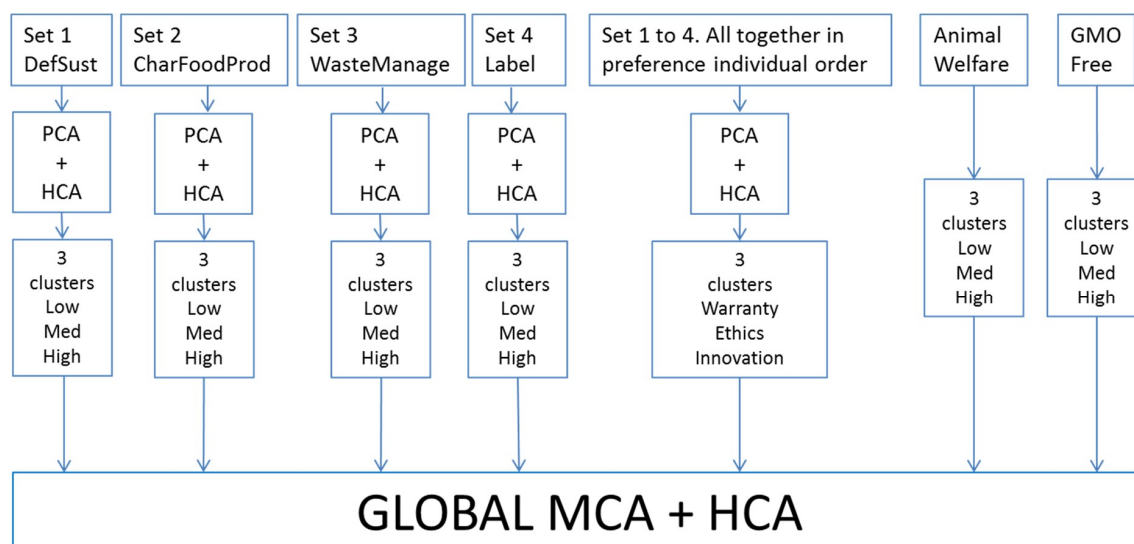 Set 1
DefSust
Set 2
CharFoodProd
Set 3
WasteManage
Set 4
Label
Set 1 to 4. All together in
preference individual order
Animal
Welfare
GMO
Free
PCA
+
HCA
PCA
+
HCA
PCA
+
HCA
PCA
+
HCA
PCA
+
HCA
3
clusters
Low
Med
High
3
clusters
Low
Med
High
3
clusters
Low
Med
High
3
clusters
Low
Med
High
3
clusters
Warranty
Ethics
Innovation
3
clusters
Low
Med
High
3
clusters
Low
Med
High
GLOBAL MCA + HCA